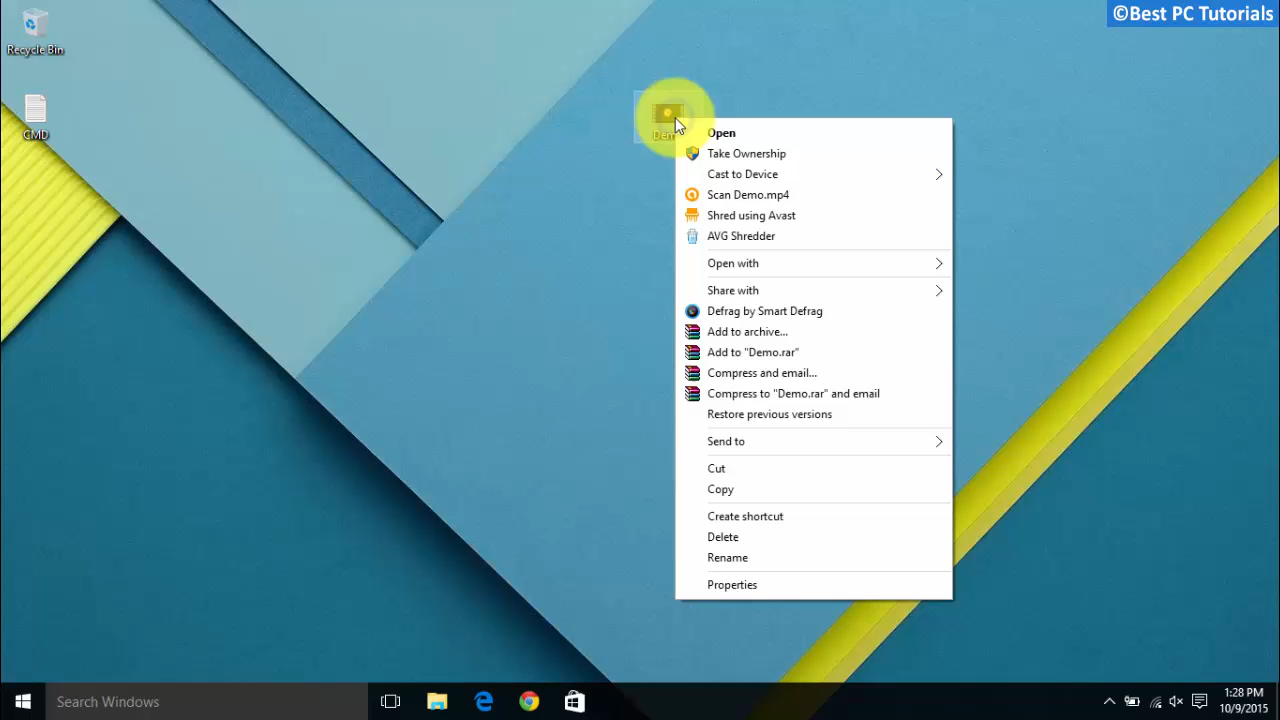 ©Best PC Tutorials
Recycle Bin
CMD
Open
Take Ownership
Cast to Device
Scan Demo.mp4
Shred using Avast
AVG Shredder
Open with
Share with
Defrag by Smart Defrag
Add to archive...
Add to "Demo.rar"
Compress and email...
Compress to "Demo.rar" and email
Restore previous versions
Send to
Cut
Copy
Create shortcut
Delete
Rename
Properties
Search Windows
1:28 PM
10/9/2015